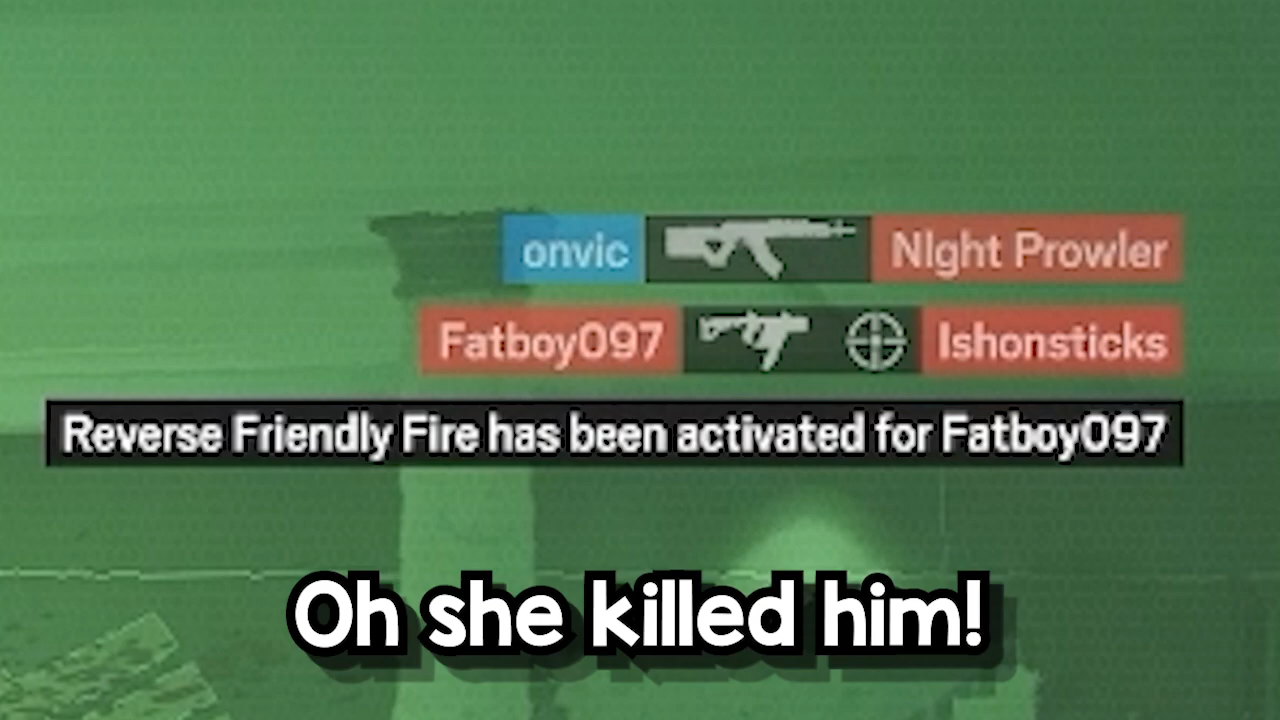 onvic NIght Prowler
Fatboy097 Ishonsticks
Reverse Friendly Fire has been activated for Fatboy097
Oh she killed him!